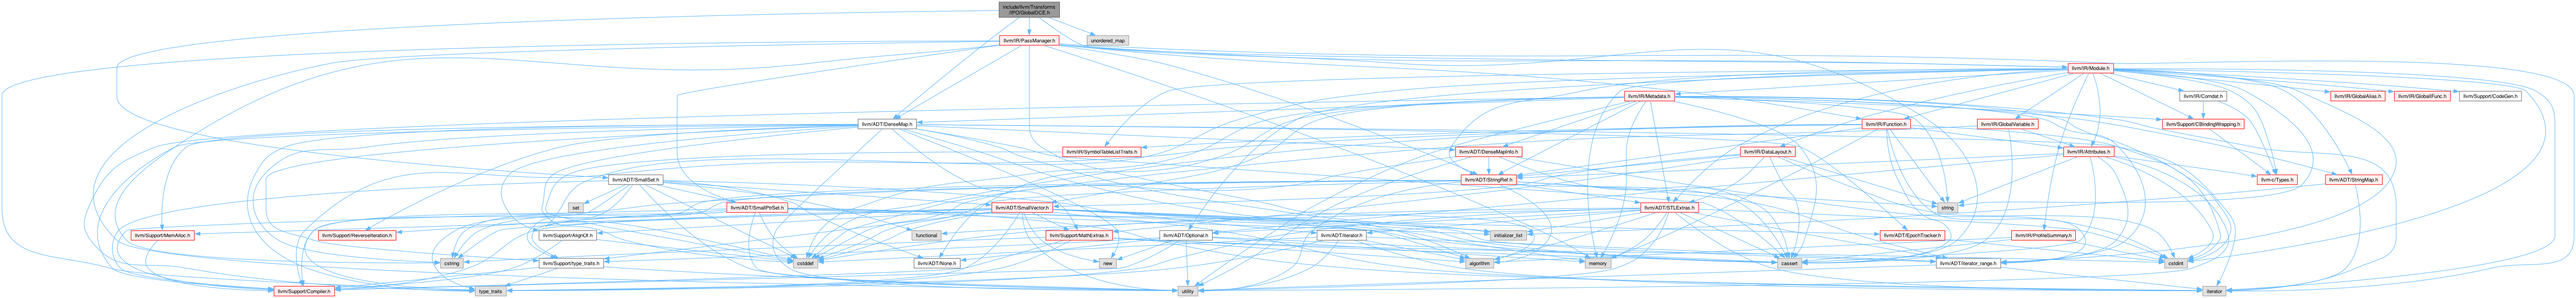 include/llvm/Transforms
/IPO/GlobalDCE.h
llvm/IR/PassManager.h
unordered_map
llvm/IR/Module.h
llvm/IR/Metadata.h
llvm/IR/Comdat.h
llvm/IR/GlobalAlias.h
llvm/IR/GlobalIFunc.h
llvm/Support/CodeGen.h
llvm/ADT/DenseMap.h
llvm/IR/Function.h
llvm/IR/GlobalVariable.h
llvm/Support/CBindingWrapping.h
llvm/IR/SymbolTableListTraits.h
llvm/ADT/DenseMapInfo.h
llvm/IR/DataLayout.h
llvm/IR/Attributes.h
llvm/ADT/SmallSet.h
llvm/ADT/StringRef.h
llvm-c/Types.h
llvm/ADT/StringMap.h
set
llvm/ADT/SmallPtrSet.h
llvm/ADT/SmallVector.h
llvm/ADT/STLExtras.h
string
llvm/Support/MemAlloc.h
llvm/Support/ReverseIteration.h
llvm/Support/AlignOf.h
functional
llvm/Support/MathExtras.h
llvm/ADT/Optional.h
initializer_list
llvm/ADT/iterator.h
llvm/ADT/EpochTracker.h
llvm/IR/ProfileSummary.h
cstring
llvm/Support/type_traits.h
cstddef
llvm/ADT/None.h
new
algorithm
memory
cassert
llvm/ADT/iterator_range.h
cstdint
llvm/Support/Compiler.h
type_traits
utility
iterator